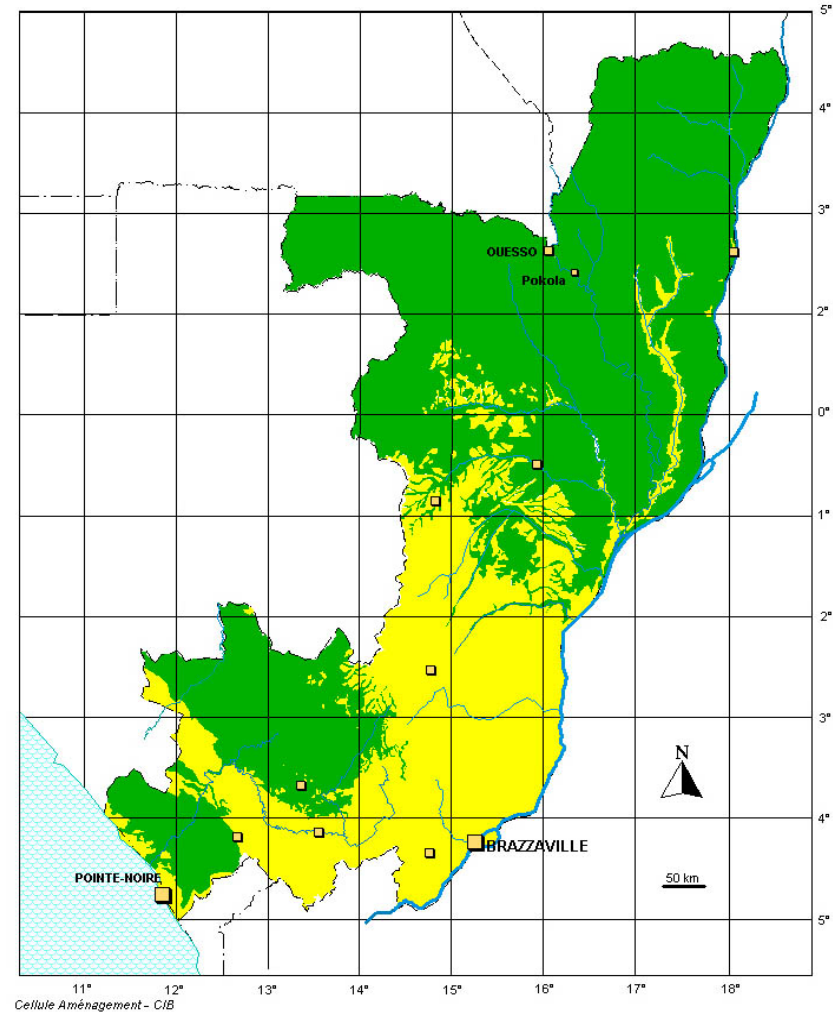 5°
4°
3°
OUESSO
Pokola
2°
0°
1°
2°
3°
N
4°
BRAZZAVILLE
POINTE-NOIRE
50 km
5°
11° 12° 13° 14° 15° 16° 17° 18°
Cellule Aménagement - CIB